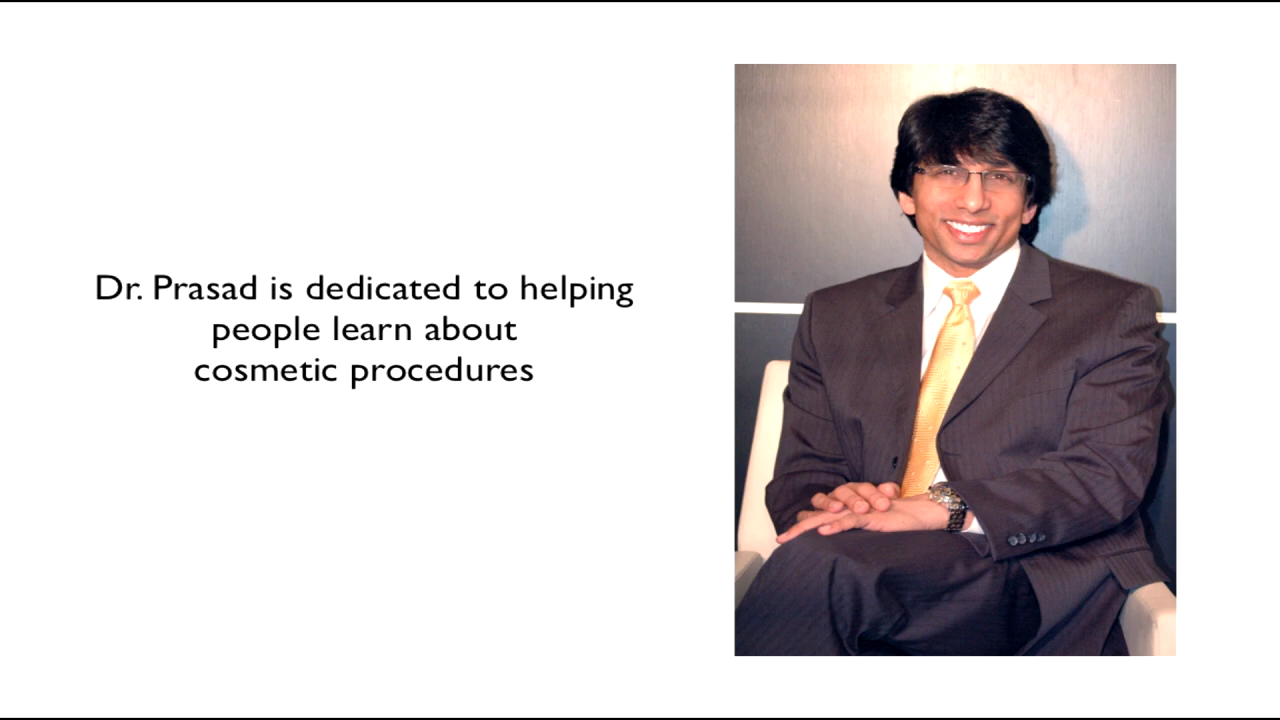 Dr. Prasad is dedicated to helping
people learn about
cosmetic procedures